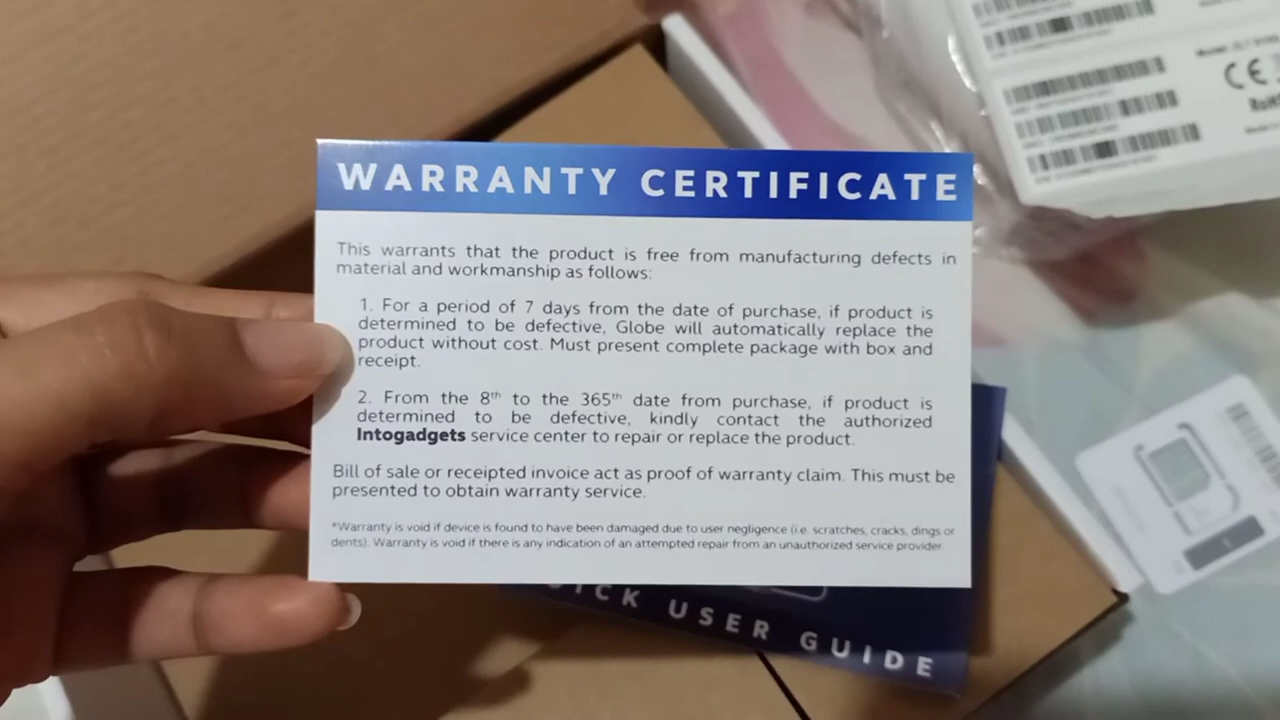 WARRANTY CERTIFICATE
This warrants that the product is free from manufacturing defects in
material and workmanship as follows:
1. For a period of 7 days from the date of purchase, if product is
determined to be defective, Globe will automatically replace the
product without cost. Must present complete package with box and
receipt.
2. From the 8th to the 365th date from purchase, if product is
determined to be defective, kindly contact the authorized
Intogadgets service center to repair or replace the product.
Bill of sale or receipted invoice act as proof of warranty claim. This must be
presented to obtain warranty service.
*Warranty is void if device is found to have been damaged due to user negligence (i.e. scratches, cracks, dings or
dents). Warranty is void if there is any indication of an attempted repair from an unauthorized service provider.
USER GUIDE
CE